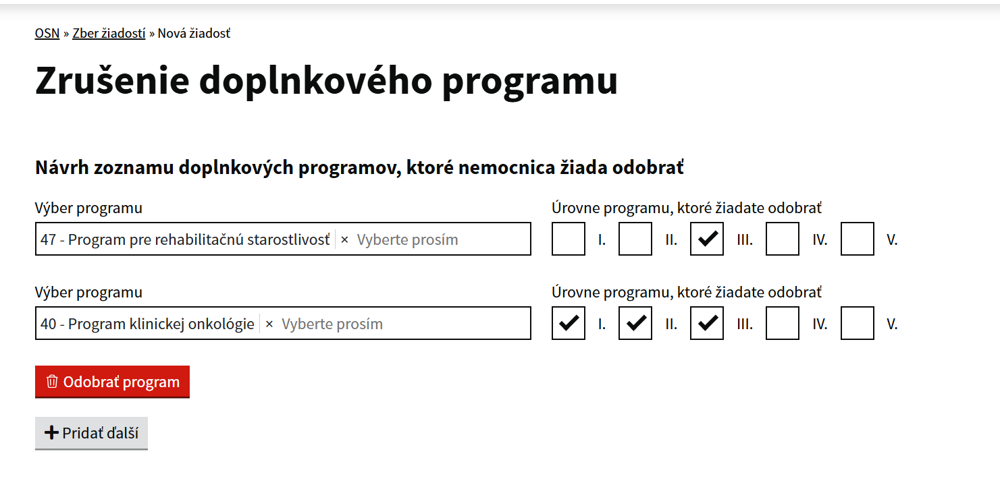 OSN » Zber žiadostí » Nová žiadosť
Zrušenie doplnkového programu
Návrh zoznamu doplnkových programov, ktoré nemocnica žiada odobrať
Výber programu
Úrovne programu, ktoré žiadate odobrať
47 - Program pre rehabilitačnú starostlivosť × Vyberte prosím
I. II. III. IV. V.
Výber programu
Úrovne programu, ktoré žiadate odobrať
40 - Program klinickej onkológie × Vyberte prosím
I. II. III. IV. V.
Odobrať program
Pridať ďalší